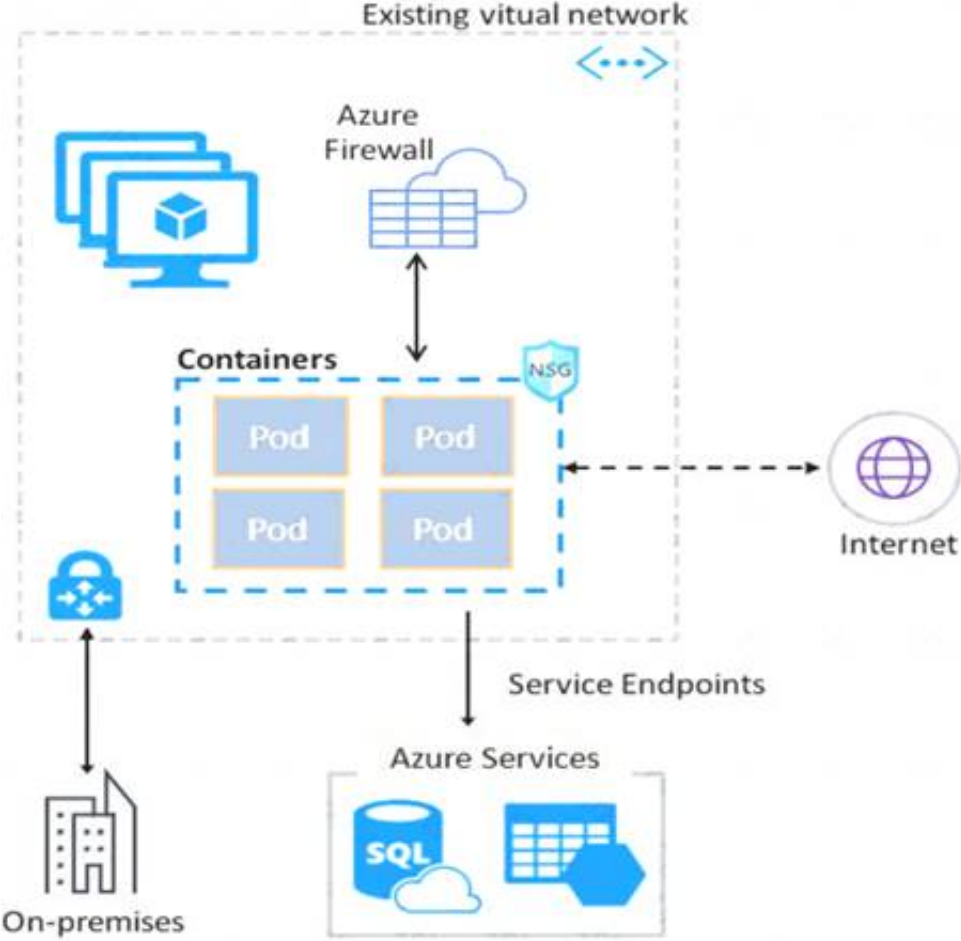 Existing vitual network
Azure
Firewall
Containers
NSG
Pod
Pod
Pod
Pod
Internet
Service Endpoints
Azure Services
SQL
On-premises